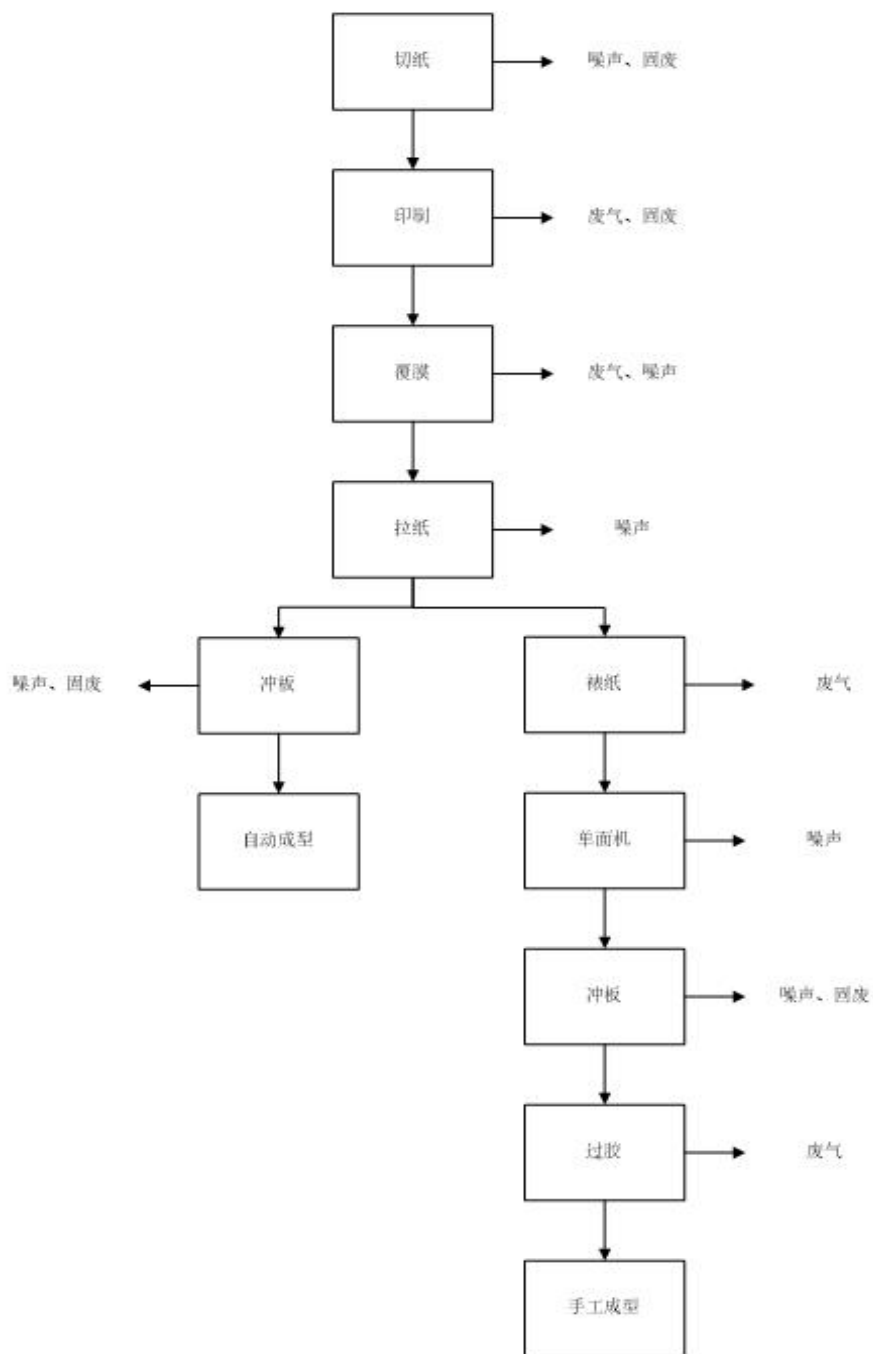 切纸
噪声、固废
印刷
废气、固废
覆膜
废气、噪声
拉纸
噪声
噪声、固废
冲板
裱纸
废气
自动成型
单面机
噪声
冲板
噪声、固废
过胶
废气
手工成型